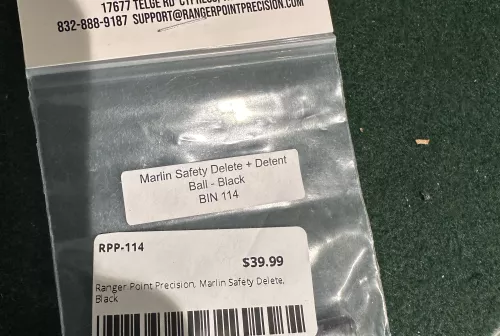 17677 TELGE RD CYPRESS,
832-888-9187 SUPPORT@RANGERPOINTPRECISION.COM
Marlin Safety Delete + Detent
Ball - Black
BIN 114
RPP-114
$39.99
Ranger Point Precision, Marlin Safety Delete,
Black